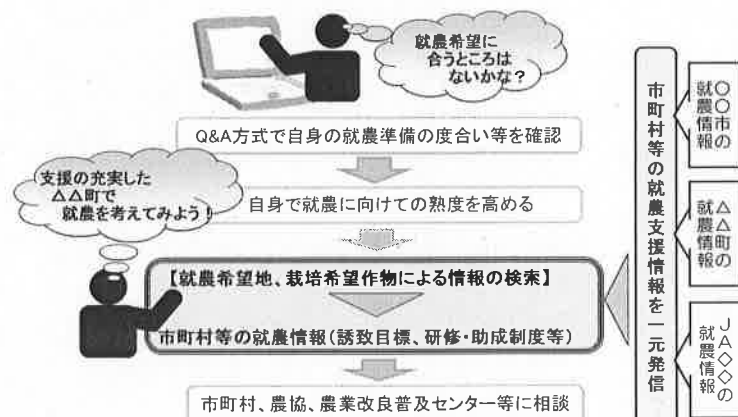 就農希望に
合うところは
ないかな？
Q&A方式で自身の就農準備の度合い等を確認
支援の充実した
△△町で
就農を考えてみよう！
自身で就農に向けての熟度を高める
【就農希望地、栽培希望作物による情報の検索】
市町村等の就農情報（誘致目標、研修・助成制度等）
市町村、農協、農業改良普及センター等に相談
市町村等の就農支援情報を一元発信
○○市の
就農情報
△△町の
就農情報
JA◇◇の
就農情報